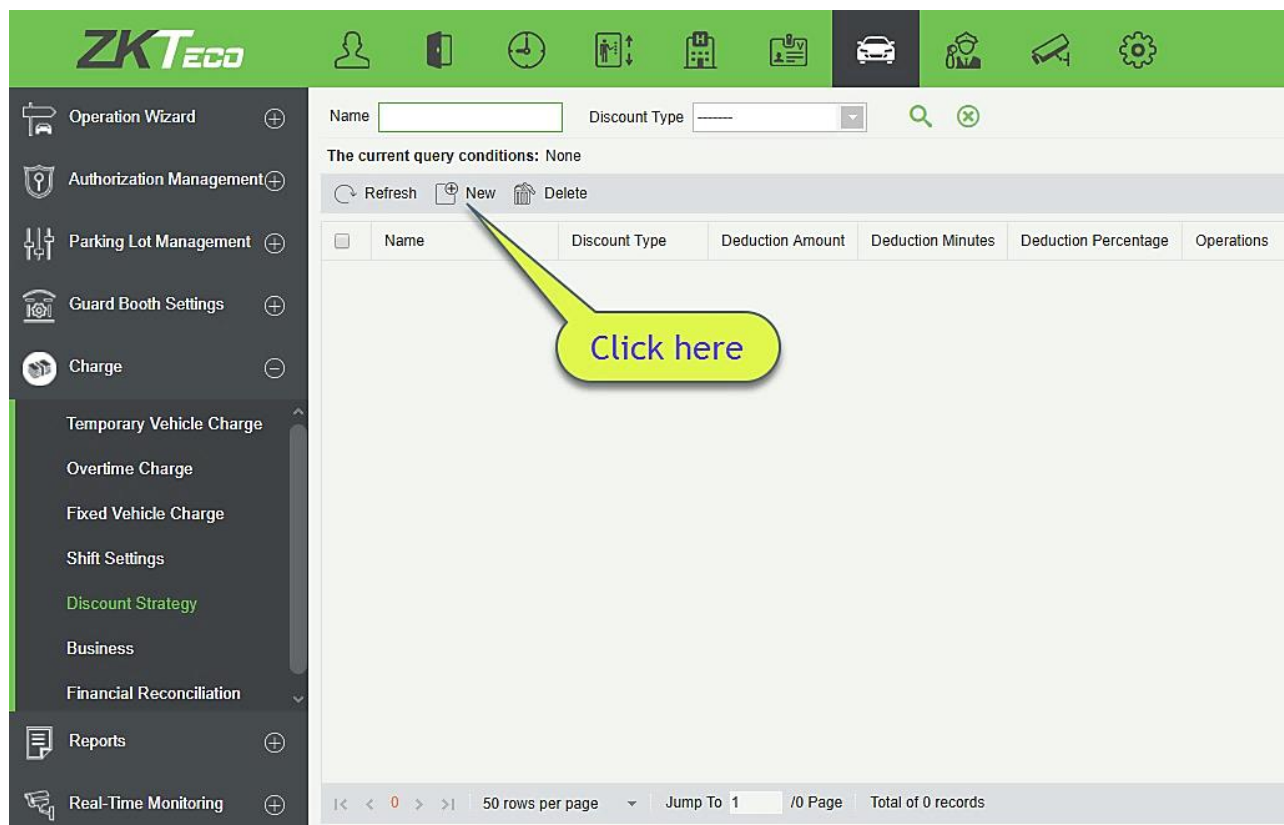 ZKTECO
Operation Wizard
Authorization Management
Parking Lot Management
Guard Booth Settings
Charge
Temporary Vehicle Charge
Overtime Charge
Fixed Vehicle Charge
Shift Settings
Discount Strategy
Business
Financial Reconciliation
Reports
Real-Time Monitoring
Name Discount Type -------
The current query conditions: None
Refresh New Delete
Name Discount Type Deduction Amount Deduction Minutes Deduction Percentage Operations
Click here
|< < 0 > >| 50 rows per page Jump To 1 /0 Page Total of 0 records